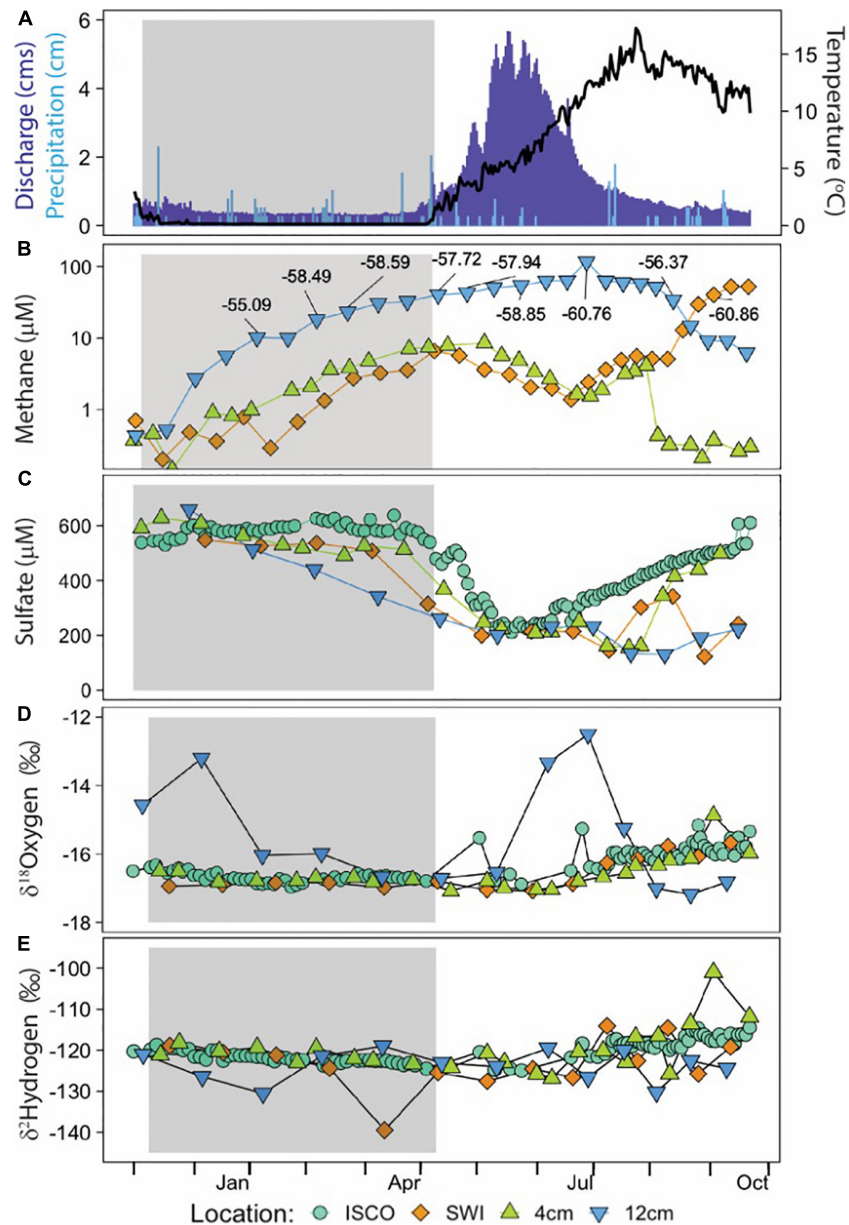 A
Discharge (cms)
Precipitation (cm)
6
4
2
0
15
10
5
0
Temperature (°C)
B
Methane (µM)
100
10
1
-55.09
-58.49
-58.59
-57.72
-57.94
-58.85
-60.76
-56.37
-60.86
C
Sulfate (µM)
600
400
200
0
D
δ18Oxygen (‰)
-12
-14
-16
-18
E
δ2Hydrogen (‰)
-100
-110
-120
-130
-140
Jan Apr Jul Oct
Location: ISCO SWI 4cm 12cm